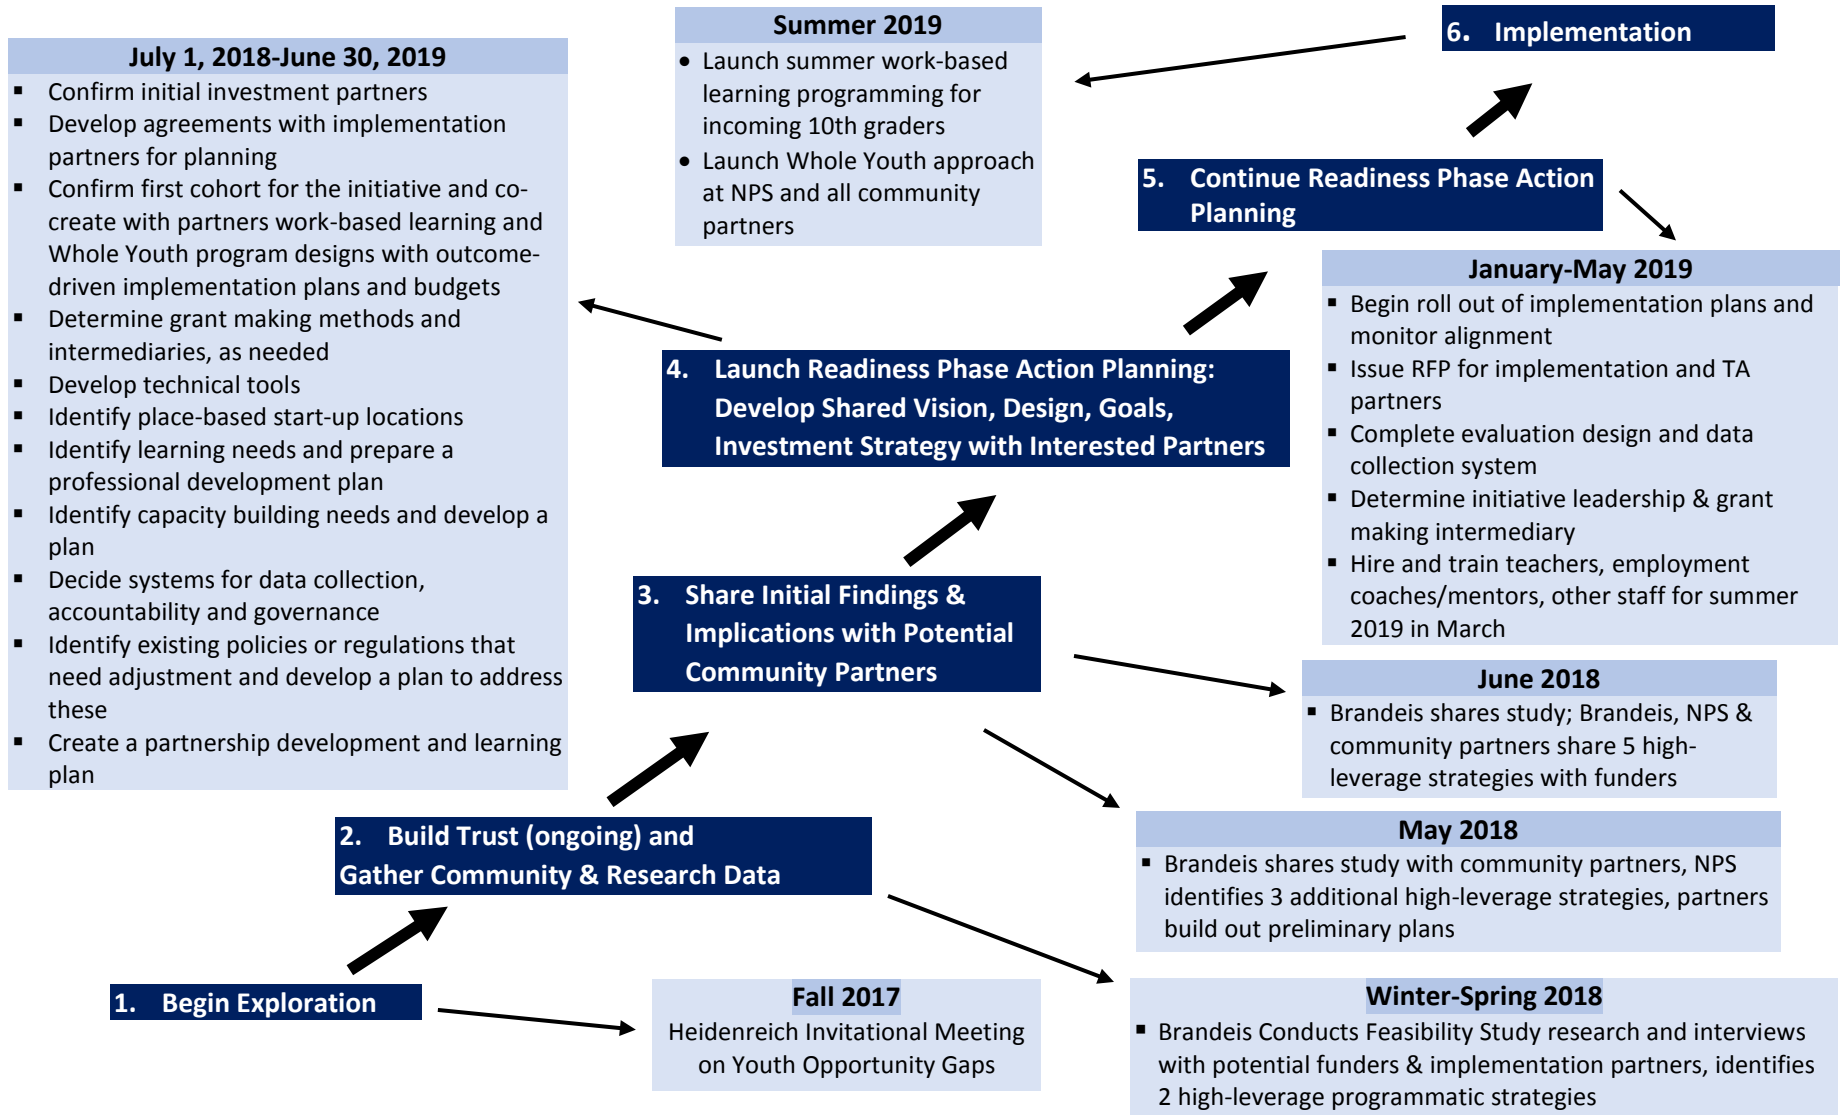 July 1, 2018-June 30, 2019
▪ Confirm initial investment partners
▪ Develop agreements with implementation
partners for planning
▪ Confirm first cohort for the initiative and co-
create with partners work-based learning and
Whole Youth program designs with outcome-
driven implementation plans and budgets
▪ Determine grant making methods and
intermediaries, as needed
▪ Develop technical tools
▪ Identify place-based start-up locations
▪ Identify learning needs and prepare a
professional development plan
▪ Identify capacity building needs and develop a
plan
▪ Decide systems for data collection,
accountability and governance
▪ Identify existing policies or regulations that
need adjustment and develop a plan to address
these
▪ Create a partnership development and learning
plan
Summer 2019
• Launch summer work-based
learning programming for
incoming 10th graders
• Launch Whole Youth approach
at NPS and all community
partners
6. Implementation
5. Continue Readiness Phase Action
Planning
January-May 2019
▪ Begin roll out of implementation plans and
monitor alignment
▪ Issue RFP for implementation and TA
partners
▪ Complete evaluation design and data
collection system
▪ Determine initiative leadership & grant
making intermediary
▪ Hire and train teachers, employment
coaches/mentors, other staff for summer
2019 in March
4. Launch Readiness Phase Action Planning:
Develop Shared Vision, Design, Goals,
Investment Strategy with Interested Partners
3. Share Initial Findings &
Implications with Potential
Community Partners
June 2018
▪ Brandeis shares study; Brandeis, NPS &
community partners share 5 high-
leverage strategies with funders
May 2018
▪ Brandeis shares study with community partners, NPS
identifies 3 additional high-leverage strategies, partners
build out preliminary plans
2. Build Trust (ongoing) and
Gather Community & Research Data
Winter-Spring 2018
▪ Brandeis Conducts Feasibility Study research and interviews
with potential funders & implementation partners, identifies
2 high-leverage programmatic strategies
1. Begin Exploration
Fall 2017
Heidenreich Invitational Meeting
on Youth Opportunity Gaps